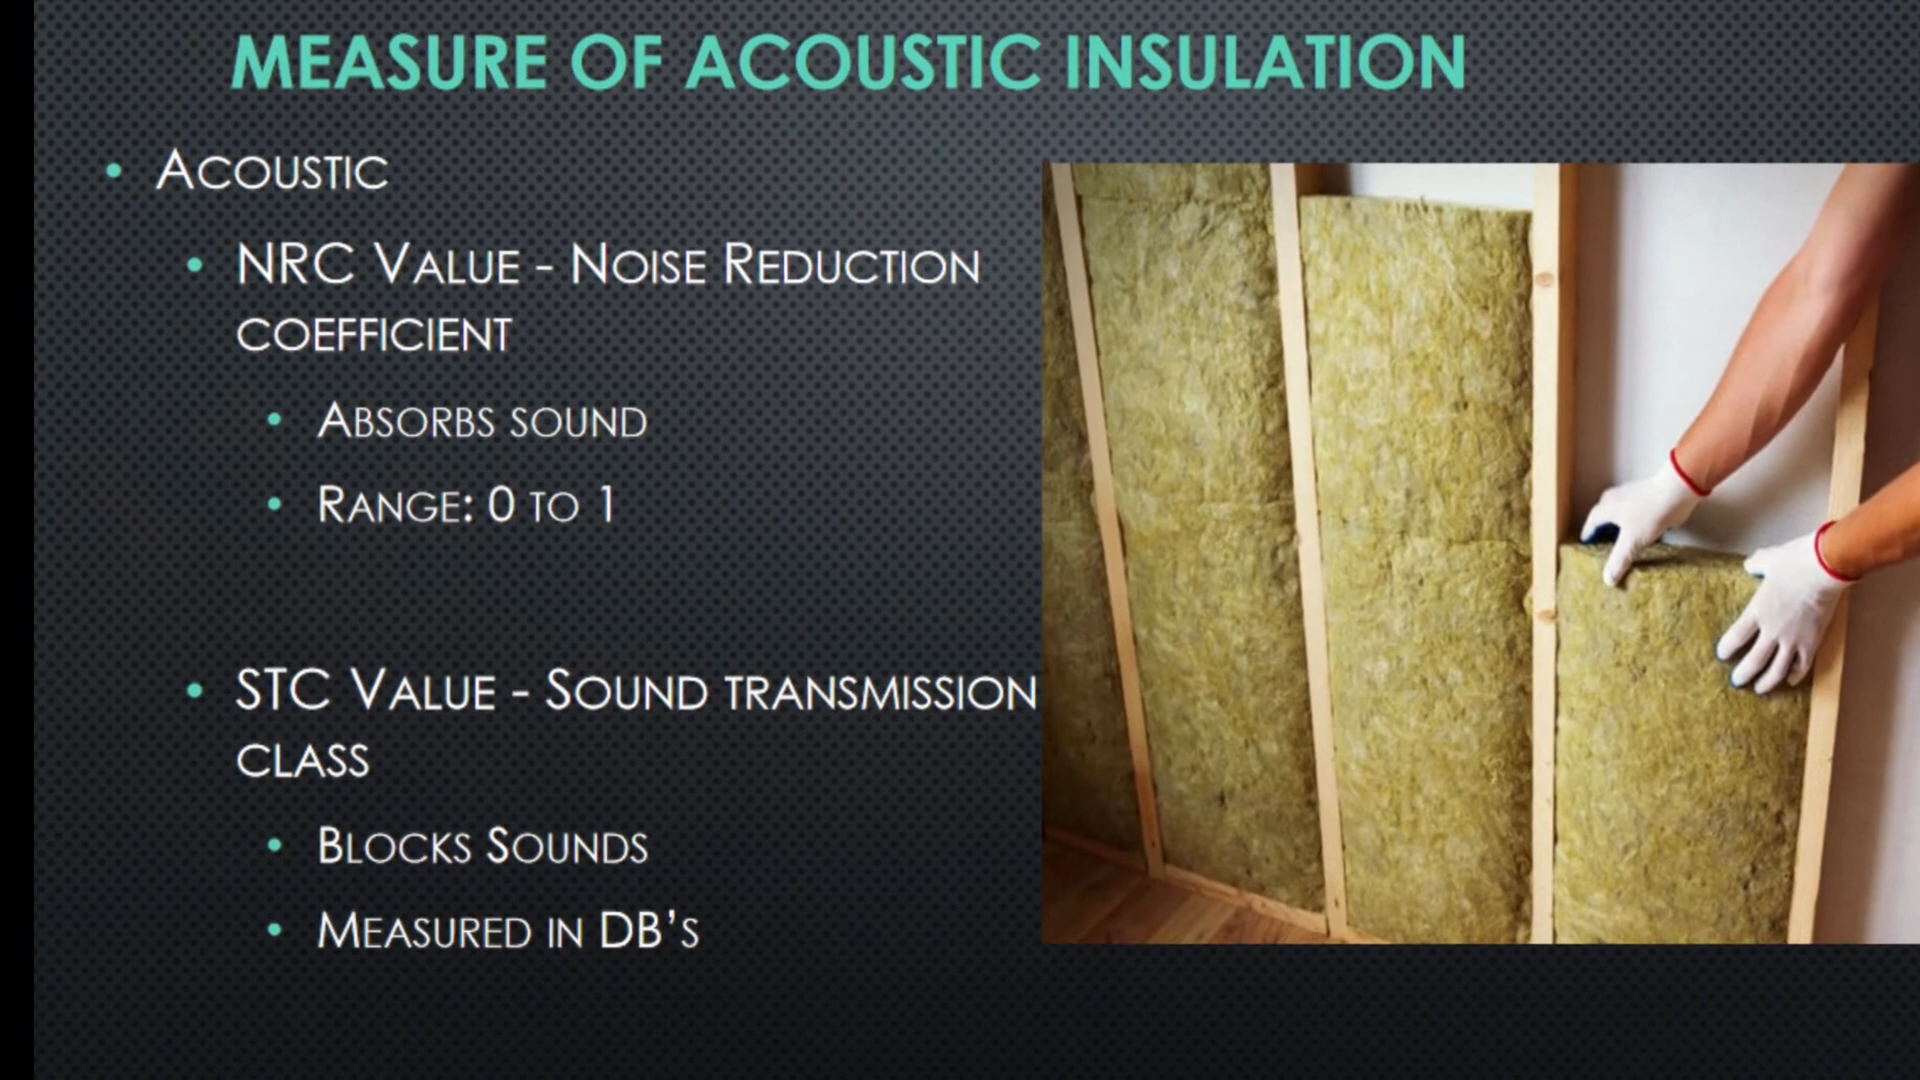 MEASURE OF ACOUSTIC INSULATION
• ACOUSTIC
• NRC VALUE - NOISE REDUCTION
COEFFICIENT
• ABSORBS SOUND
• RANGE: 0 TO 1
• STC VALUE - SOUND TRANSMISSION
CLASS
• BLOCKS SOUNDS
• MEASURED IN DB'S